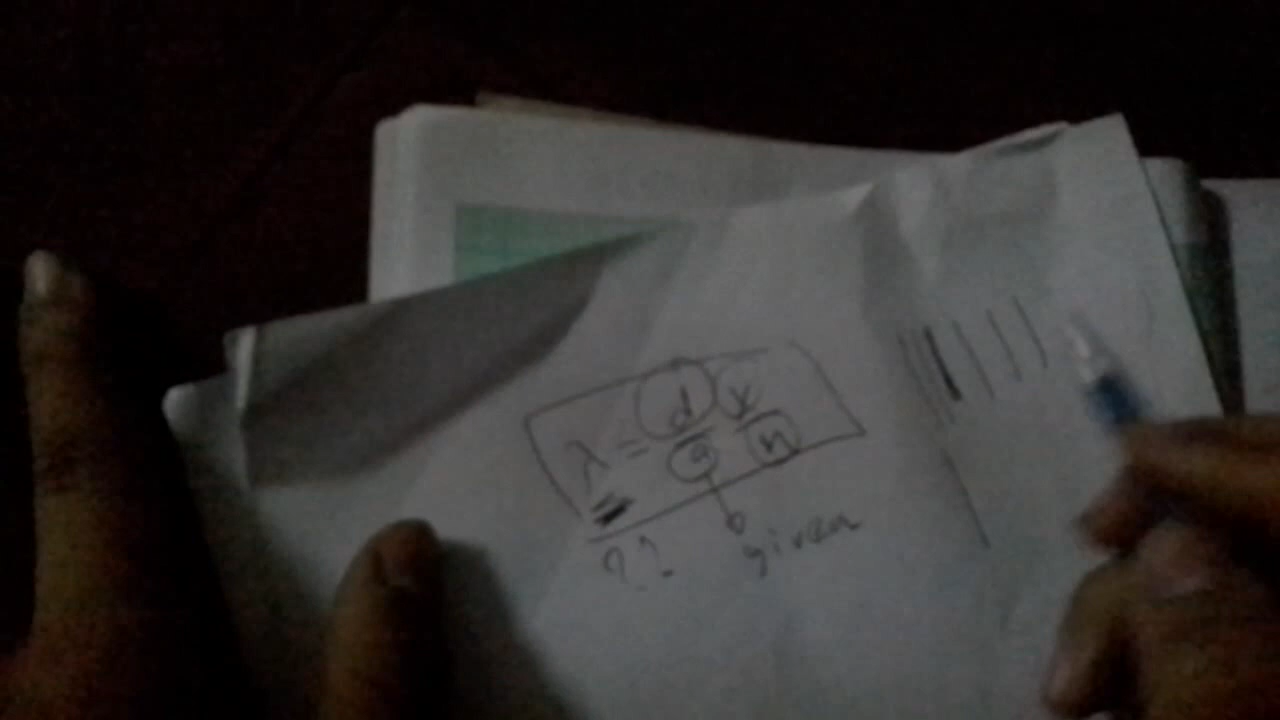 λ = d/a x/n
??
given